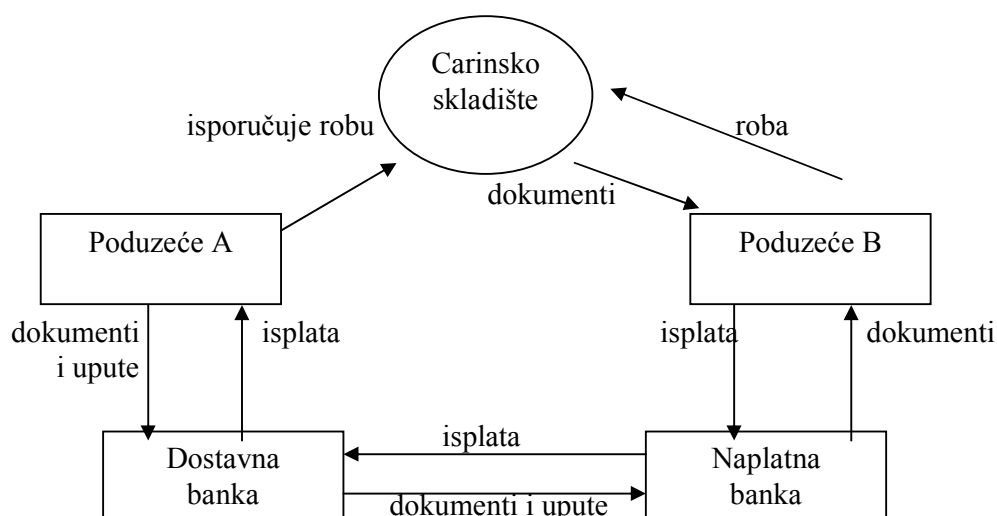 Carinsko
skladište
isporučuje robu
roba
dokumenti
Poduzeće A
Poduzeće B
dokumenti
i upute
isplata
isplata
dokumenti
isplata
Dostavna
banka
Naplatna
banka
dokumenti i upute